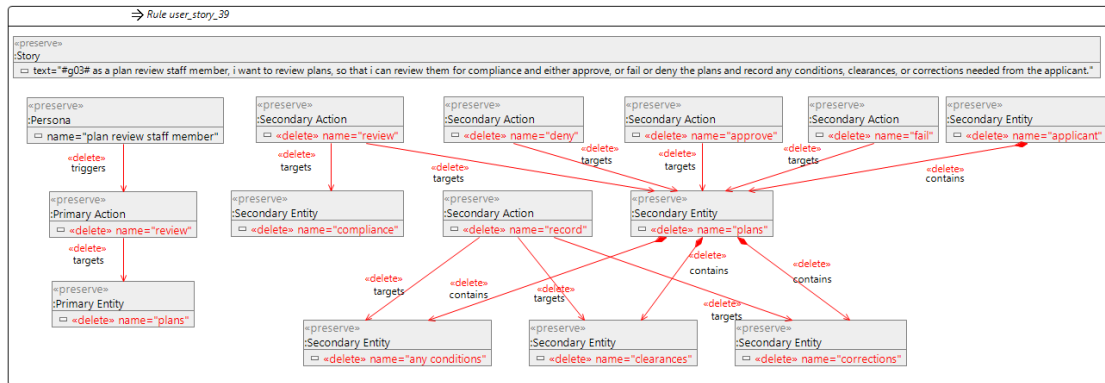 Rule user_story_39
«preserve»
:Story
text="#g03# as a plan review staff member, i want to review plans, so that i can review them for compliance and either approve, or fail or deny the plans and record any conditions, clearances, or corrections needed from the applicant."
«preserve»
:Persona
name="plan review staff member"
«preserve»
:Secondary Action
«delete» name="review"
«preserve»
:Secondary Action
«delete» name="deny"
«preserve»
:Secondary Action
«delete» name="approve"
«preserve»
:Secondary Action
«delete» name="fail"
«preserve»
:Secondary Entity
«delete» name="applicant"
«delete»
triggers
«delete»
targets
«delete»
targets
«delete»
targets
«delete»
targets
«delete»
targets
«delete»
contains
«preserve»
:Primary Action
«delete» name="review"
«preserve»
:Secondary Entity
«delete» name="compliance"
«preserve»
:Secondary Action
«delete» name="record"
«preserve»
:Secondary Entity
«delete» name="plans"
«delete»
targets
«delete»
targets
«delete»
contains
«delete»
targets
«delete»
contains
«delete»
targets
«delete»
contains
«preserve»
:Primary Entity
«delete» name="plans"
«preserve»
:Secondary Entity
«delete» name="any conditions"
«preserve»
:Secondary Entity
«delete» name="clearances"
«preserve»
:Secondary Entity
«delete» name="corrections"